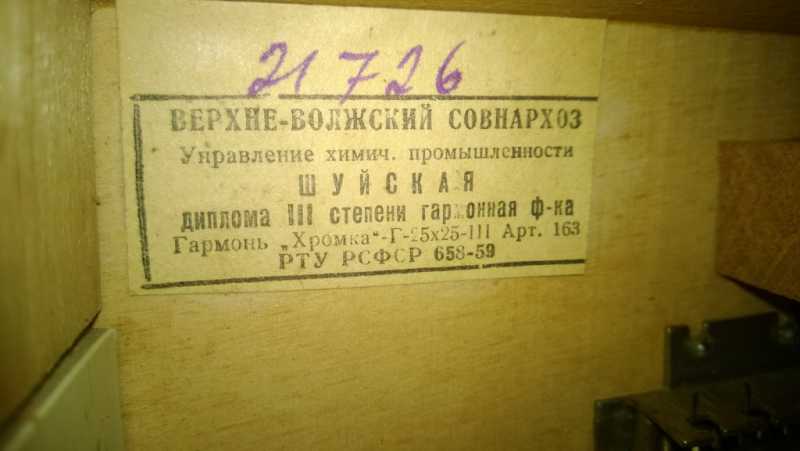 21726
ВЕРХНЕ-ВОЛЖСКИЙ СОВНАРХОЗ
Управление химич. промышленности
ШУЙСКАЯ
диплома III степени гармонная ф-ка
Гармонь „Хромка“-Г-25х25-III Арт. 163
РТУ РСФСР 658-59